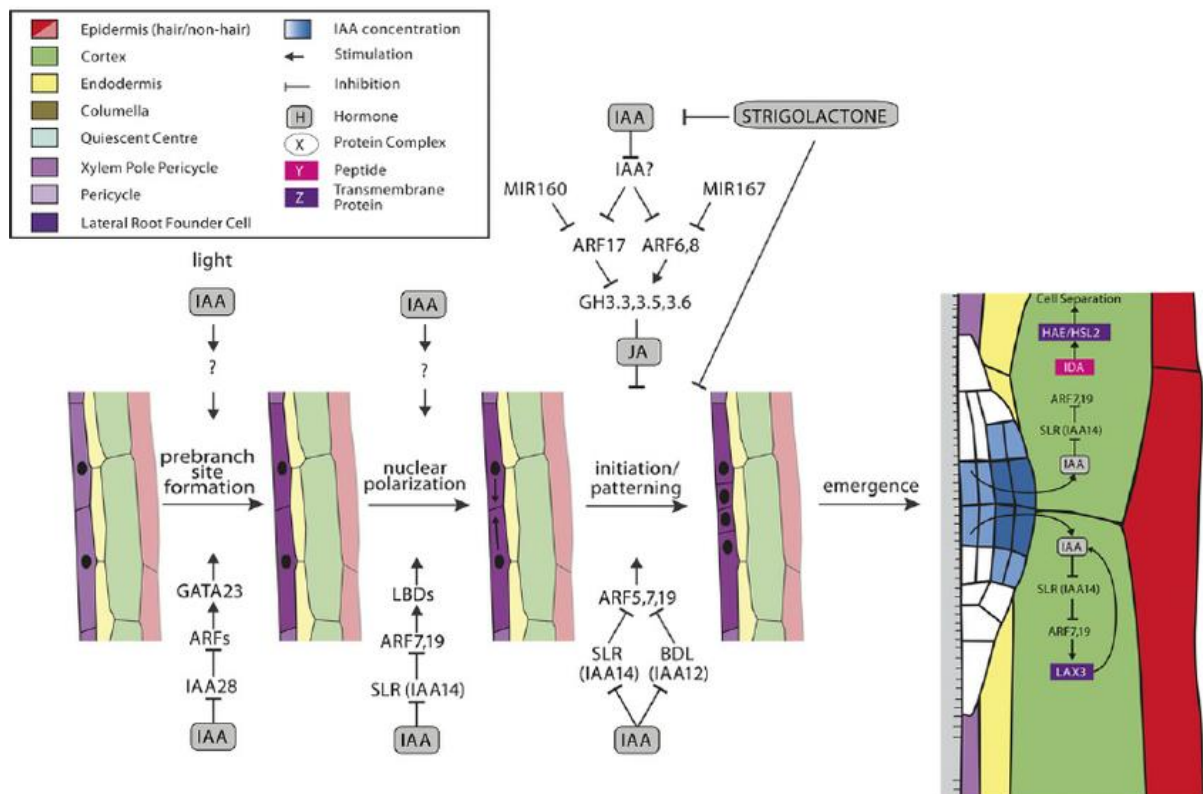 Epidermis (hair/non-hair)
Cortex
Endodermis
Columella
Quiescent Centre
Xylem Pole Pericycle
Pericycle
Lateral Root Founder Cell
IAA concentration
Stimulation
Inhibition
H
Hormone
X
Protein Complex
Y
Peptide
Z
Transmembrane
Protein
IAA
STRIGOLACTONE
IAA?
MIR160
MIR167
ARF17
ARF6,8
GH3.3,3.5,3.6
JA
light
IAA
?
prebranch
site
formation
GATA23
ARFs
IAA28
IAA
IAA
?
nuclear
polarization
LBDs
ARF7,19
SLR (IAA14)
IAA
initiation/
patterning
ARF5,7,19
SLR
(IAA14)
BDL
(IAA12)
IAA
emergence
Cell Separation
HAE/HSL2
IDA
ARF7,19
SLR (IAA14)
IAA
IAA
SLR (IAA14)
ARF7,19
LAX3